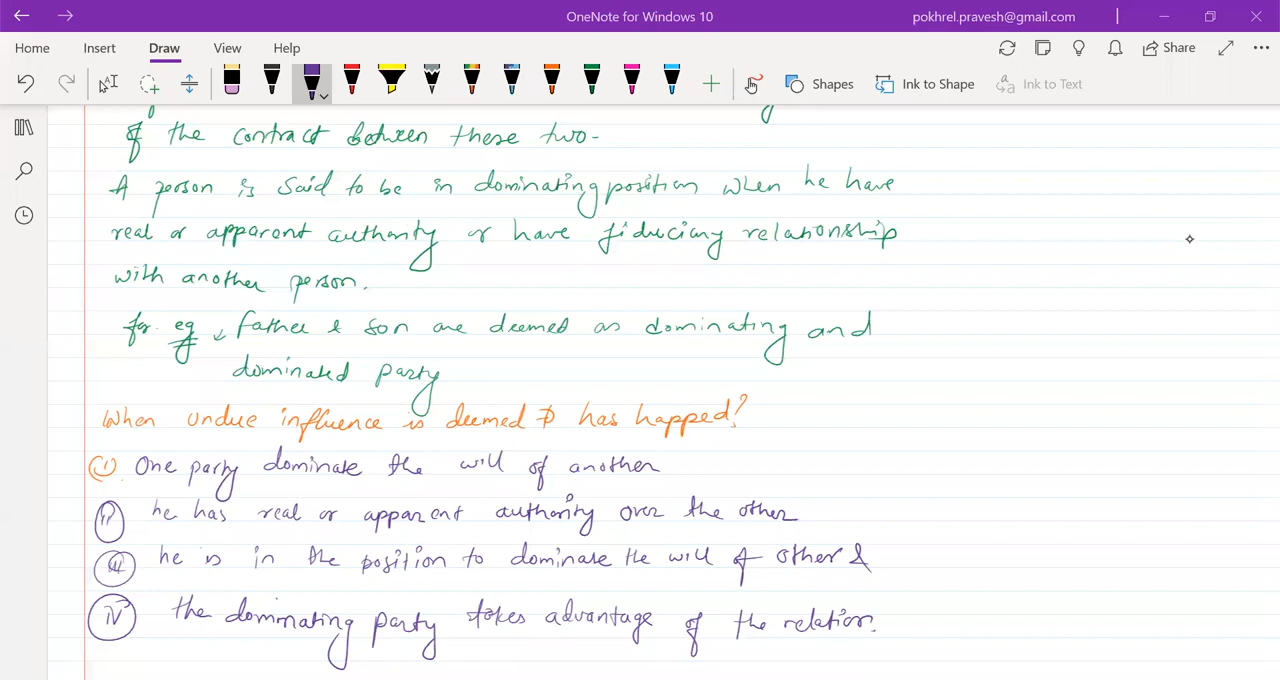 OneNote for Windows 10
pokhrel.pravesh@gmail.com
Home Insert Draw View Help
Share
Shapes Ink to Shape Ink to Text
of the contract between these two-
A person is said to be in dominating position when he have
real or apparent authority or have fiduciary relationship
with another person.
for eg, father & son are deemed as dominating and
dominated party
When undue influence is deemed to has happed?
(i) One party dominate the will of another
(ii) he has real or apparent authority over the other
(iii) he is in the position to dominate the will of other &
(iv) the dominating party takes advantage of the relation.